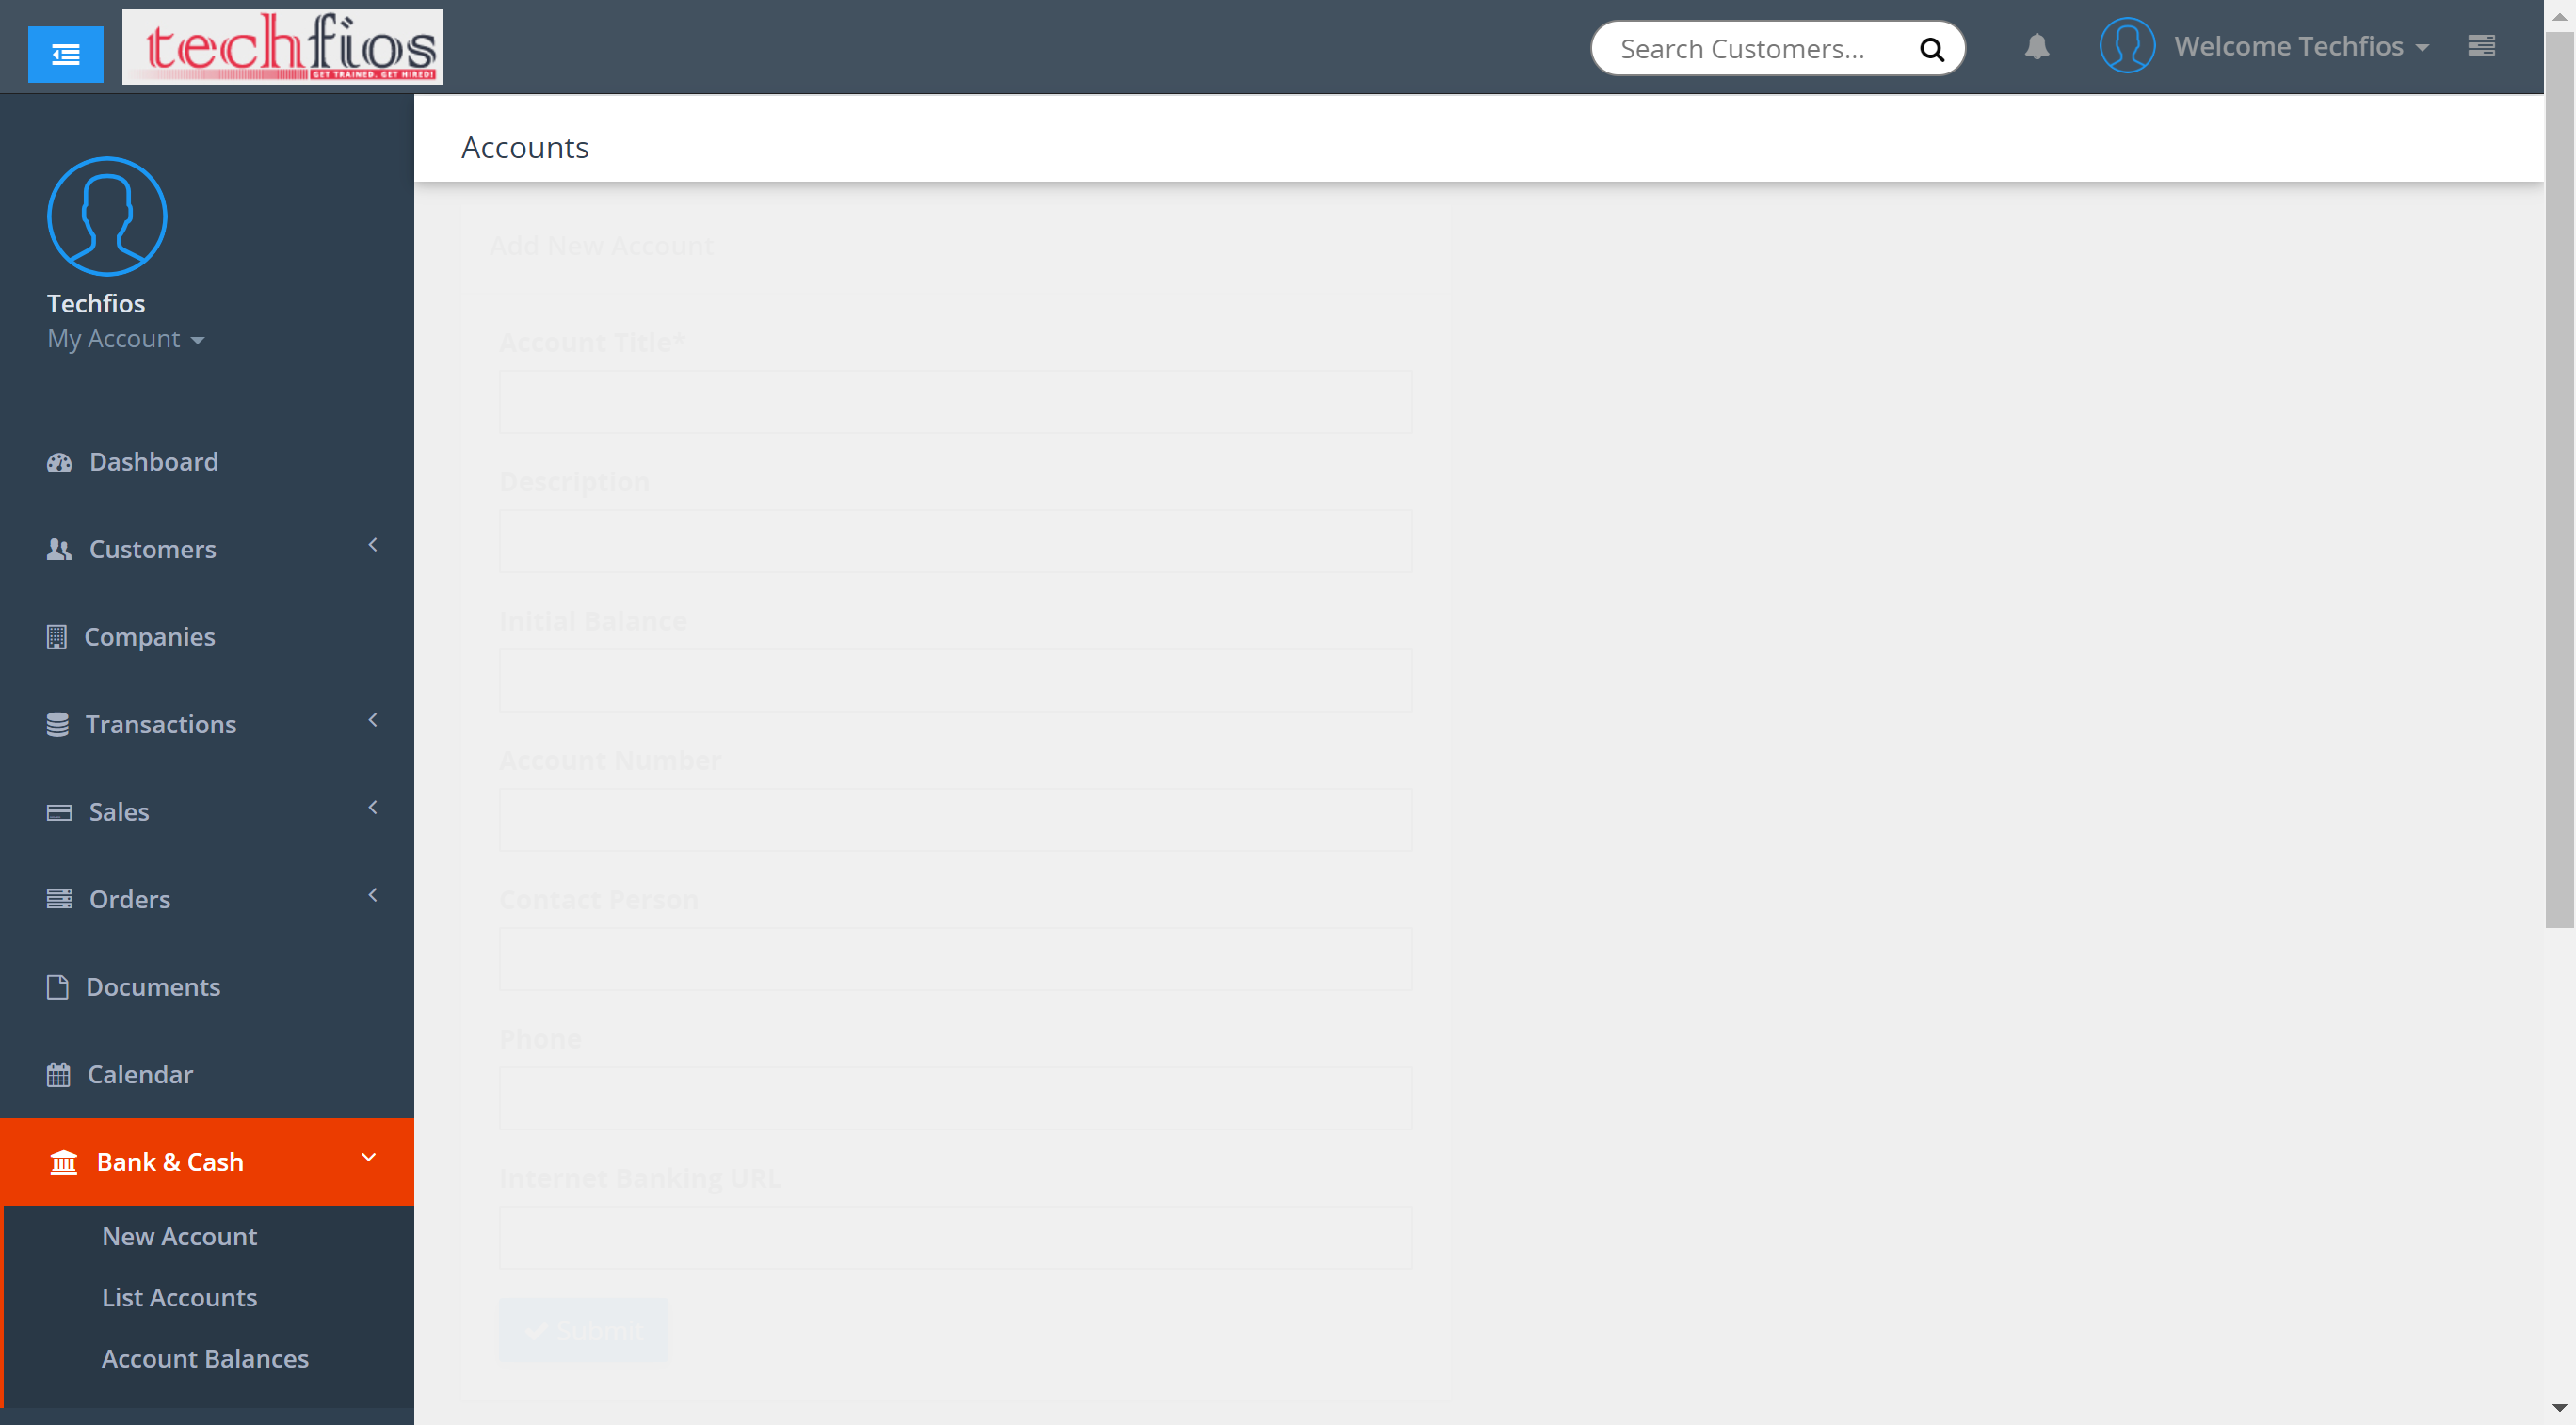 techfios
GET TRAINED. GET HIRED!
Search Customers...
Welcome Techfios
Accounts
Techfios
My Account
Dashboard
Customers
Companies
Transactions
Sales
Orders
Documents
Calendar
Bank & Cash
New Account
List Accounts
Account Balances
Add New Account
Account Title*
Description
Initial Balance
Account Number
Contact Person
Phone
Internet Banking URL
Submit